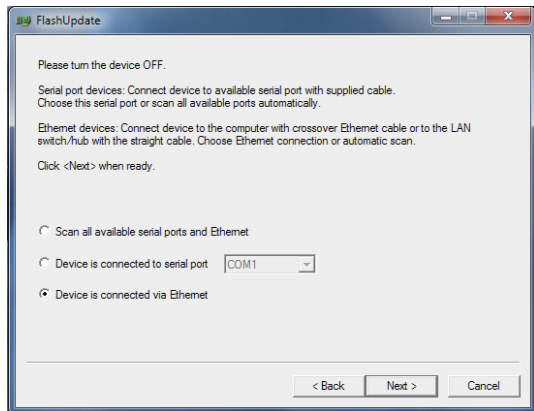 FlashUpdate
Please turn the device OFF.
Serial port devices: Connect device to available serial port with supplied cable.
Choose this serial port or scan all available ports automatically.
Ethernet devices: Connect device to the computer with crossover Ethernet cable or to the LAN
switch/hub with the straight cable. Choose Ethernet connection or automatic scan.
Click <Next> when ready.
Scan all available serial ports and Ethernet
Device is connected to serial port COM1
Device is connected via Ethernet
< Back Next > Cancel